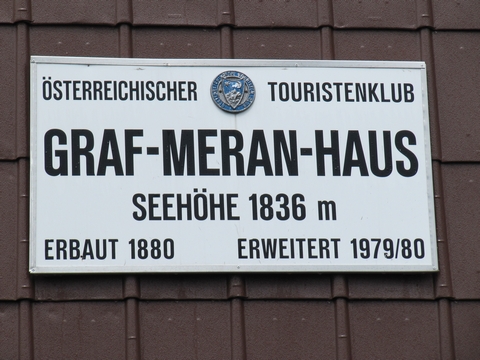 ÖSTERREICHISCHER TOURISTENKLUB
GRAF-MERAN-HAUS
SEEHÖHE 1836 m
ERBAUT 1880 ERWEITERT 1979/80